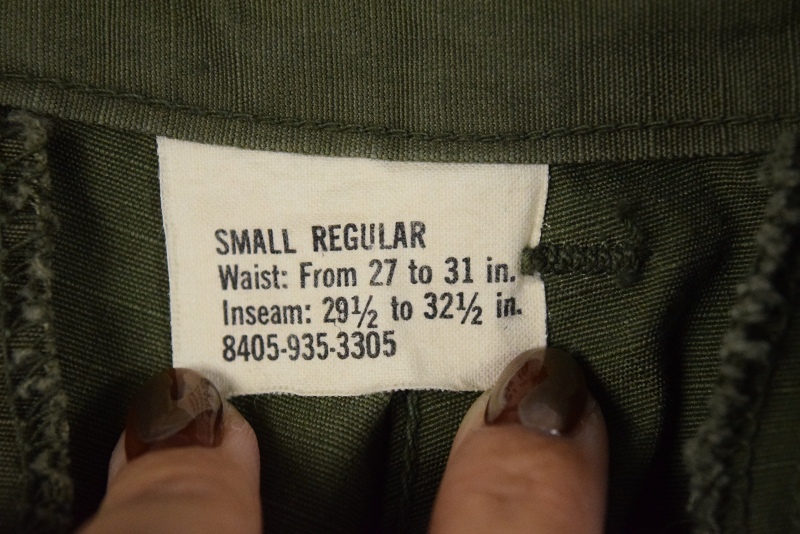 SMALL REGULAR
Waist: From 27 to 31 in.
Inseam: 29½ to 32½ in.
8405-935-3305